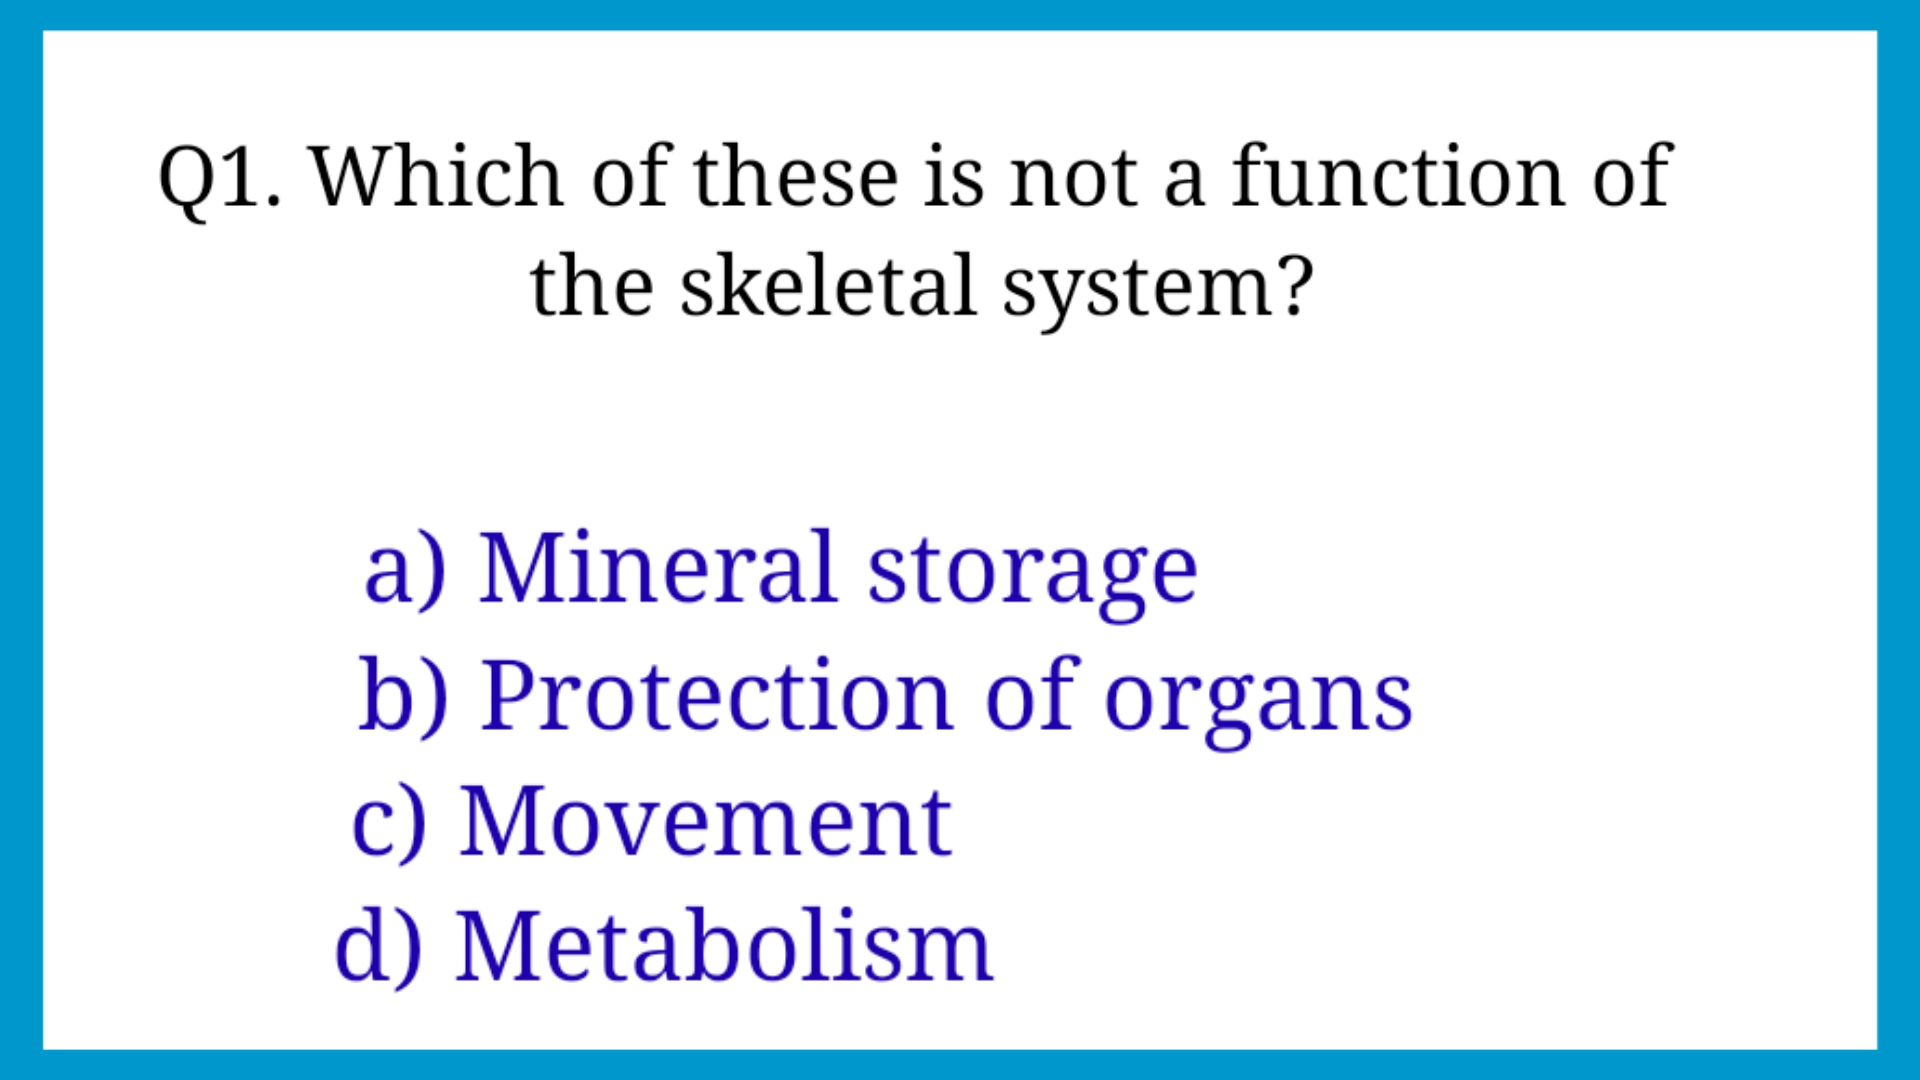 Q1. Which of these is not a function of
the skeletal system?
a) Mineral storage
b) Protection of organs
c) Movement
d) Metabolism